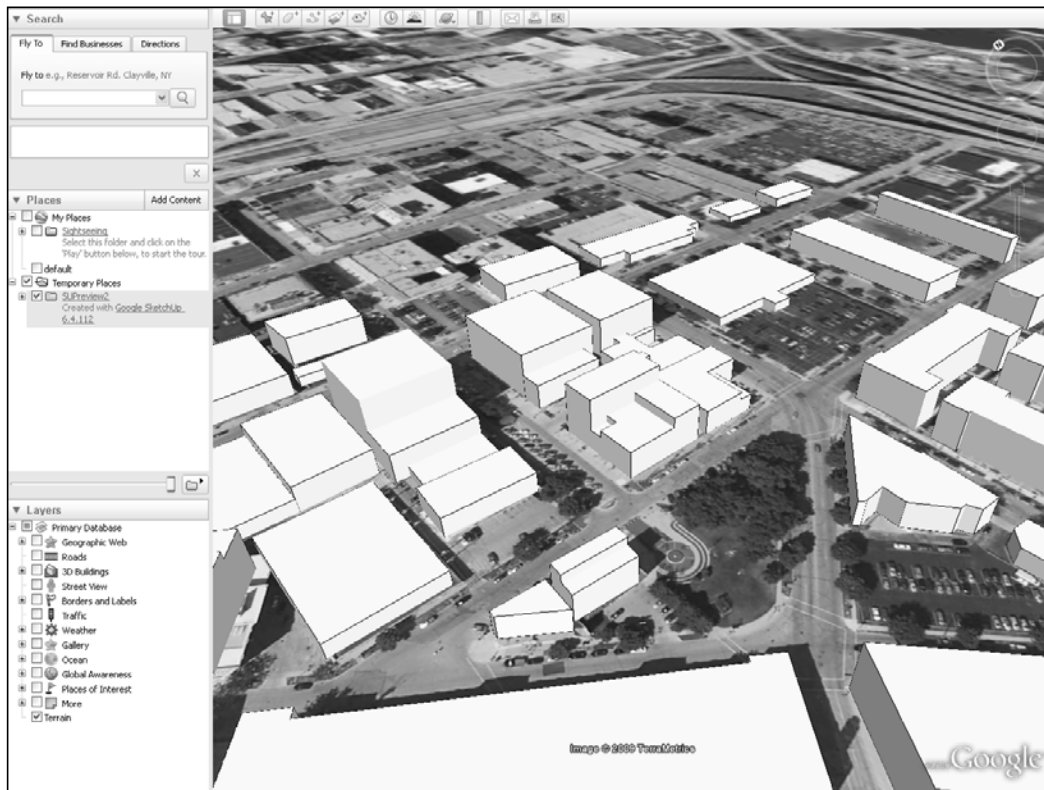 Search
Fly To
Find Businesses
Directions
Fly to e.g., Reservoir Rd. Clayville, NY
Places
Add Content
My Places
Sightseeing
Select this folder and click on the
'Play' button below, to start the tour.
default
Temporary Places
SUPreview2
Created with Google SketchUp
6.4.112
Layers
Primary Database
Geographic Web
Roads
3D Buildings
Street View
Borders and Labels
Traffic
Weather
Gallery
Ocean
Global Awareness
Places of Interest
More
Terrain
Image © 2009 TerraMetrics
Google